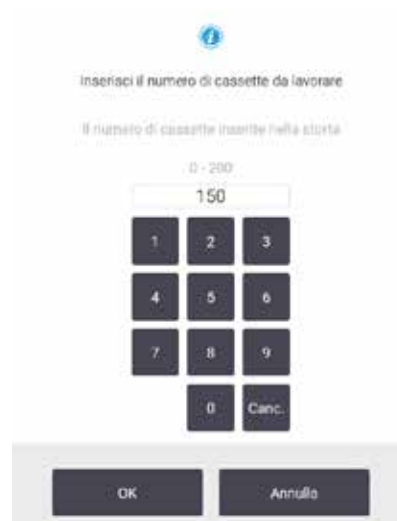 Inserisci il numero di cassette da lavorare
Il numero di cassette inserite nella storta
0 - 200
150
1 2 3
4 5 6
7 8 9
0 Canc.
OK Annulla